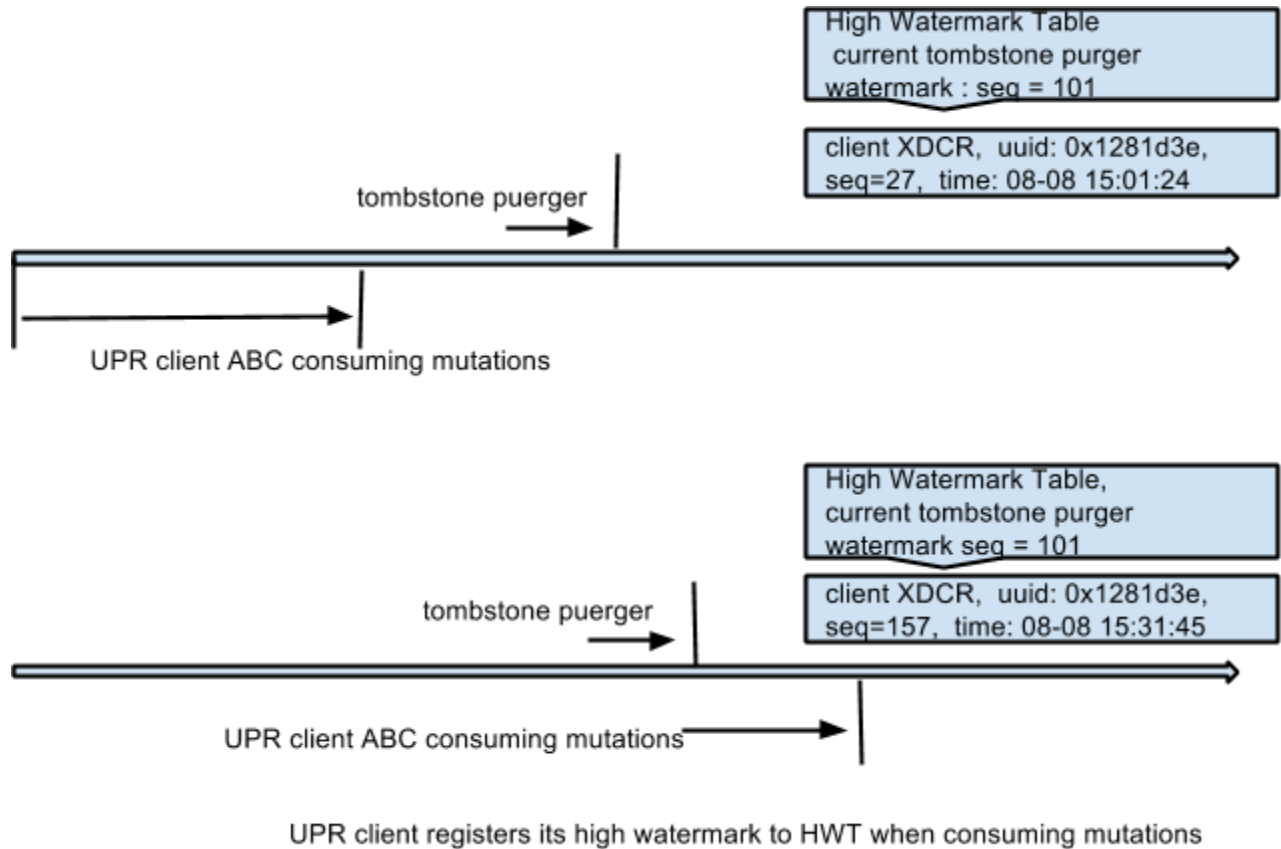 High Watermark Table
current tombstone purger
watermark : seq = 101
client XDCR, uuid: 0x1281d3e,
seq=27, time: 08-08 15:01:24
tombstone puerger
UPR client ABC consuming mutations
High Watermark Table,
current tombstone purger
watermark seq = 101
client XDCR, uuid: 0x1281d3e,
seq=157, time: 08-08 15:31:45
tombstone puerger
UPR client ABC consuming mutations
UPR client registers its high watermark to HWT when consuming mutations